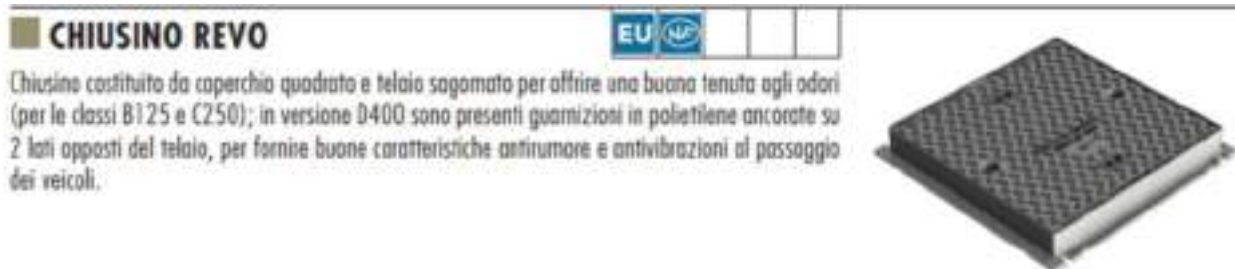 CHIUSINO REVO
EU NF
Chiusino costituito da coperchio quadrato e telaio sagomato per offrire una buona tenuta agli odori
(per le classi B125 e C250); in versione D400 sono presenti guarnizioni in polietilene ancorate su
2 lati opposti del telaio, per fornire buone caratteristiche antirumore e antivibrazioni al passaggio
dei veicoli.